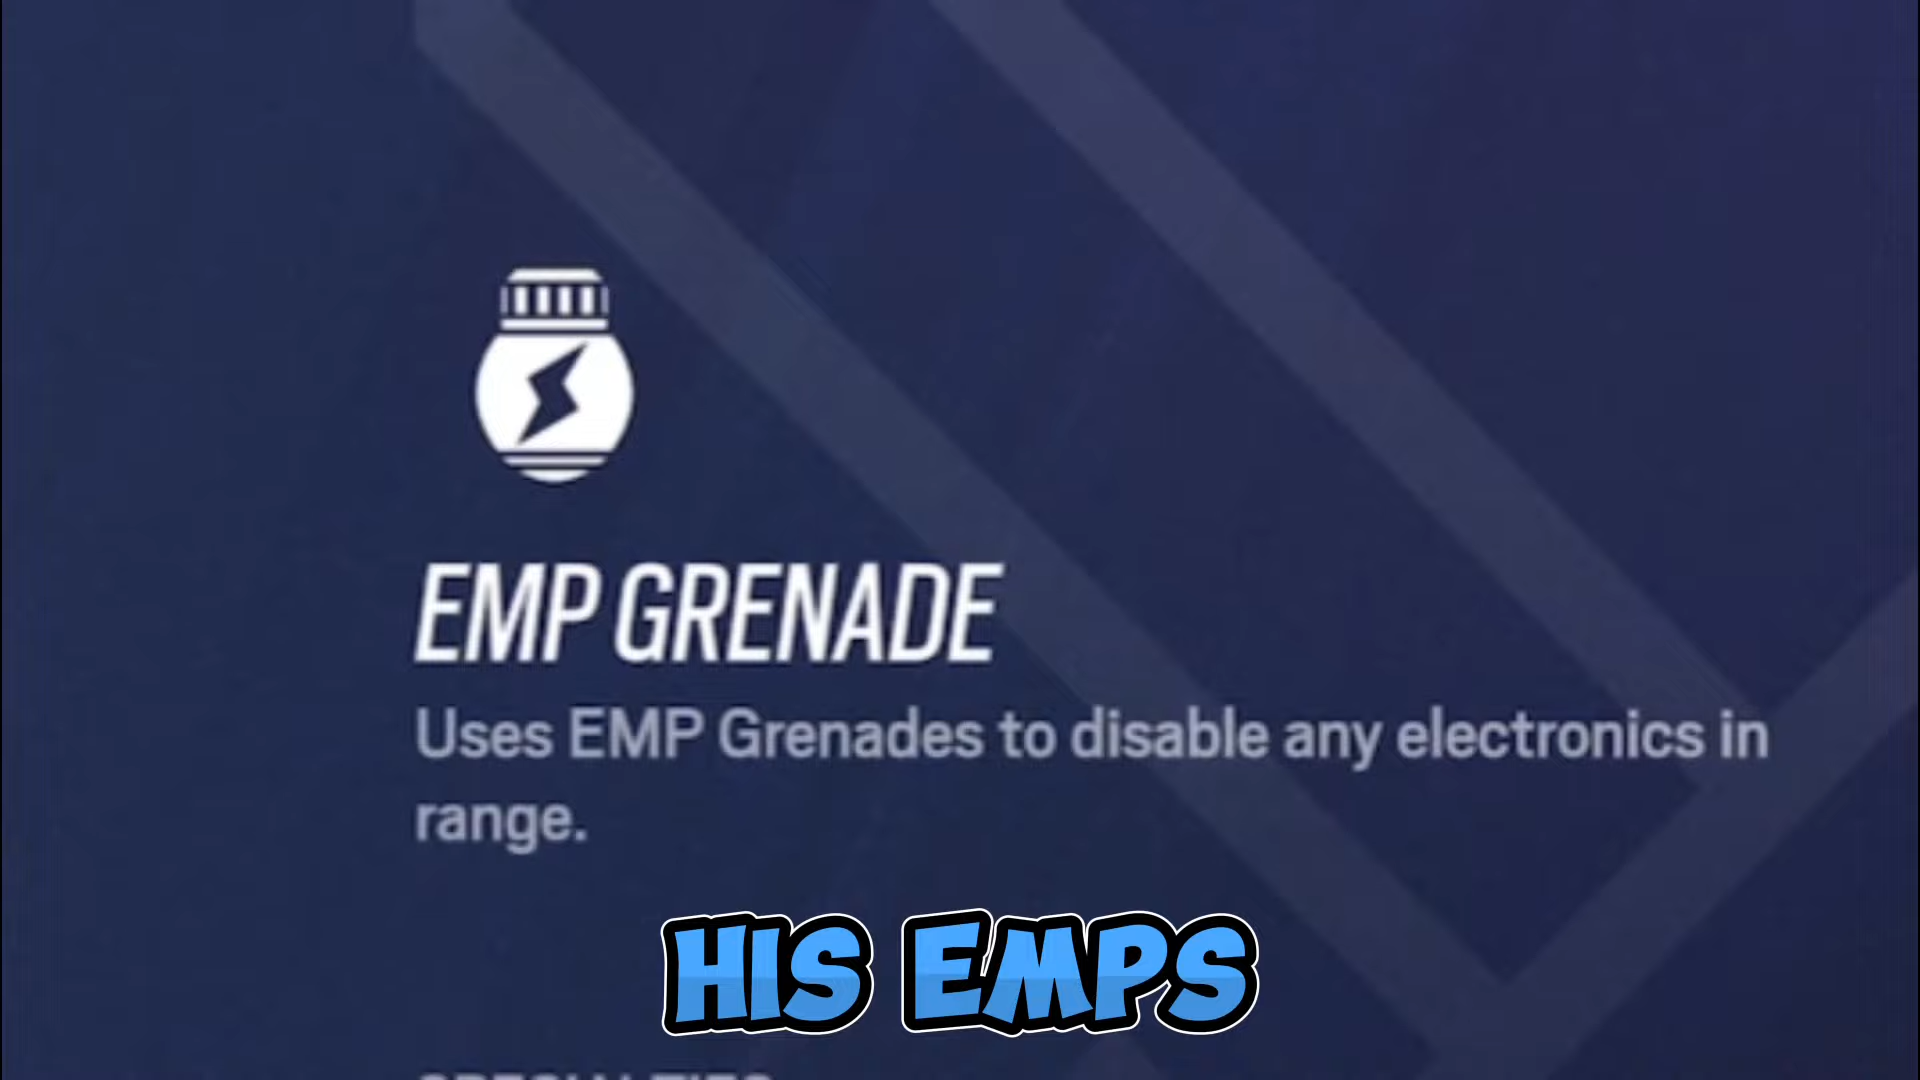 EMP GRENADE
Uses EMP Grenades to disable any electronics in
range.
HIS EMPS